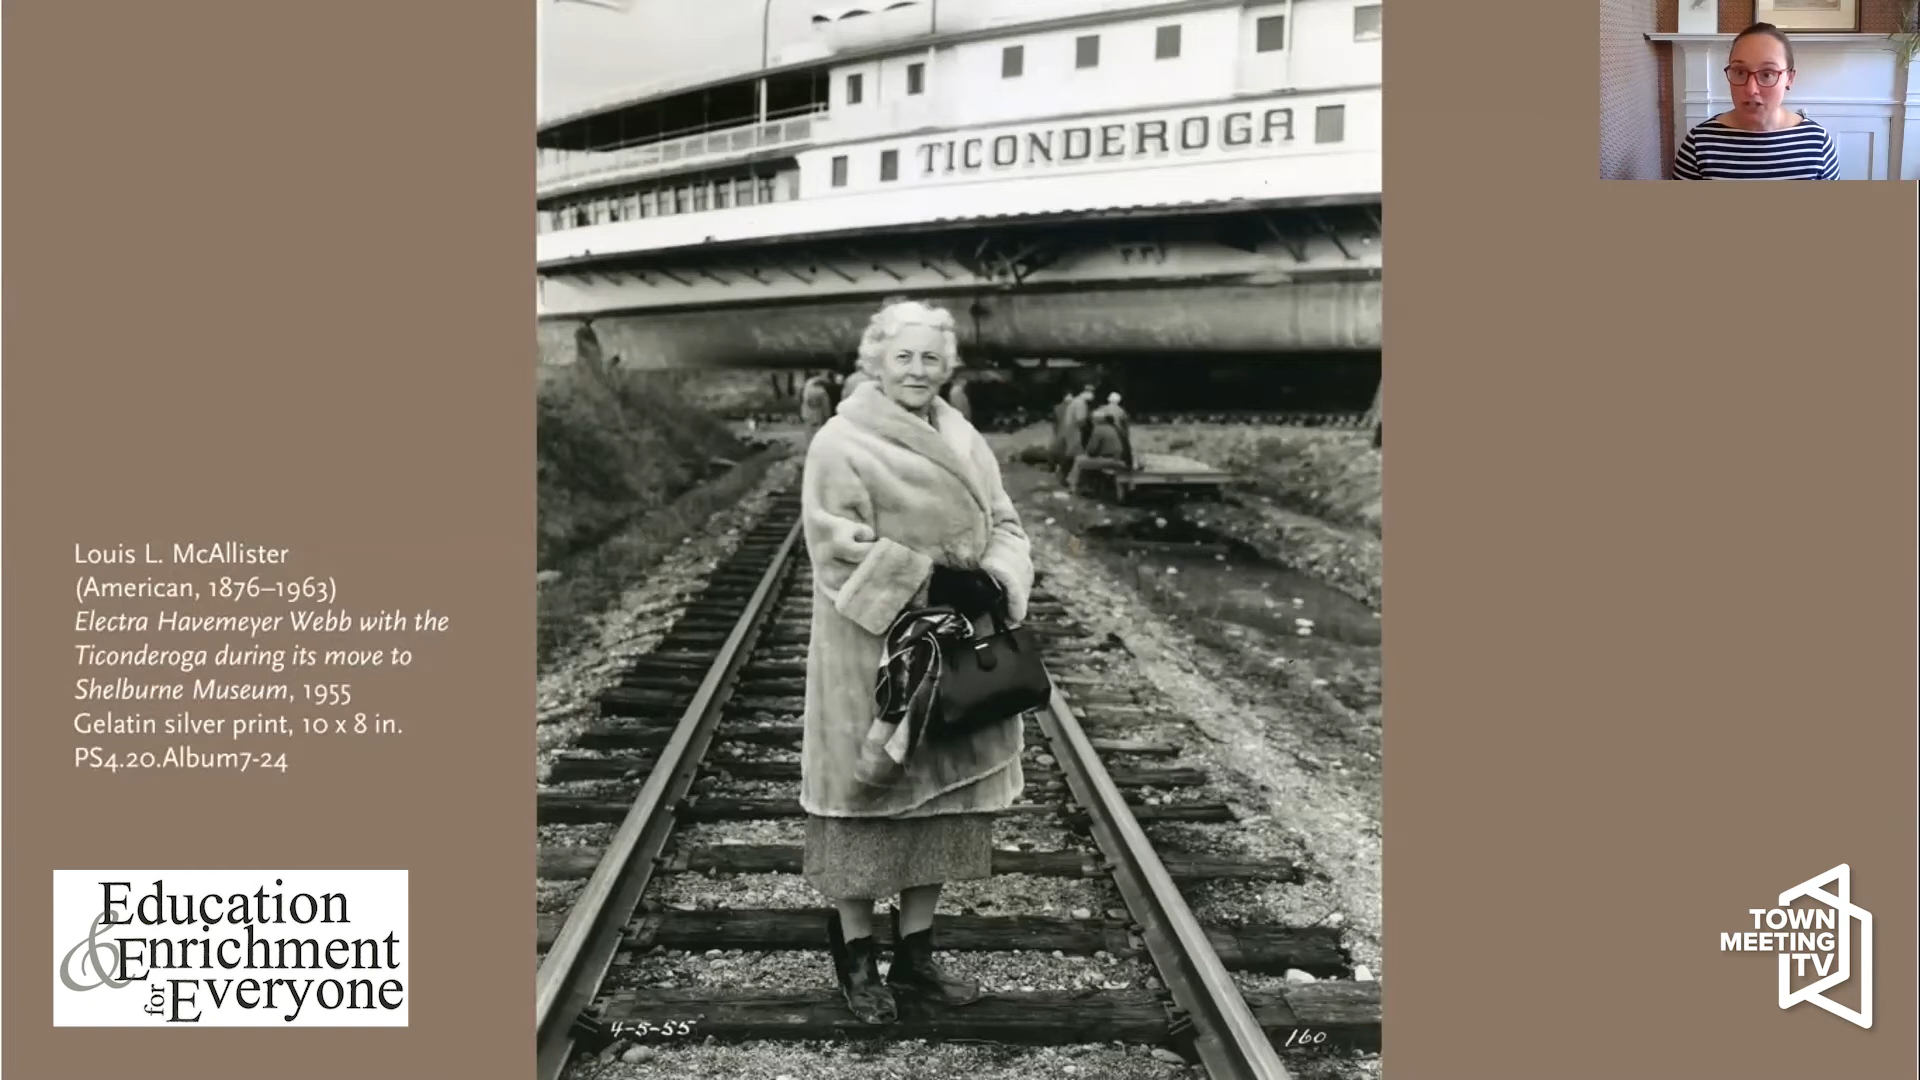 TICONDEROGA
Louis L. McAllister
(American, 1876–1963)
Electra Havemeyer Webb with the
Ticonderoga during its move to
Shelburne Museum, 1955
Gelatin silver print, 10 x 8 in.
PS4.20.Album7-24
Education
& Enrichment
for Everyone
4-5-55
160
TOWN
MEETING
TV